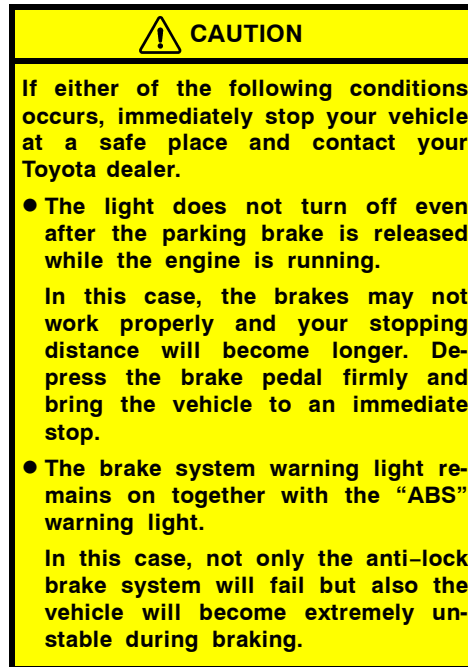 CAUTION
If either of the following conditions
occurs, immediately stop your vehicle
at a safe place and contact your
Toyota dealer.
● The light does not turn off even
after the parking brake is released
while the engine is running.
In this case, the brakes may not
work properly and your stopping
distance will become longer. De-
press the brake pedal firmly and
bring the vehicle to an immediate
stop.
● The brake system warning light re-
mains on together with the “ABS”
warning light.
In this case, not only the anti–lock
brake system will fail but also the
vehicle will become extremely un-
stable during braking.